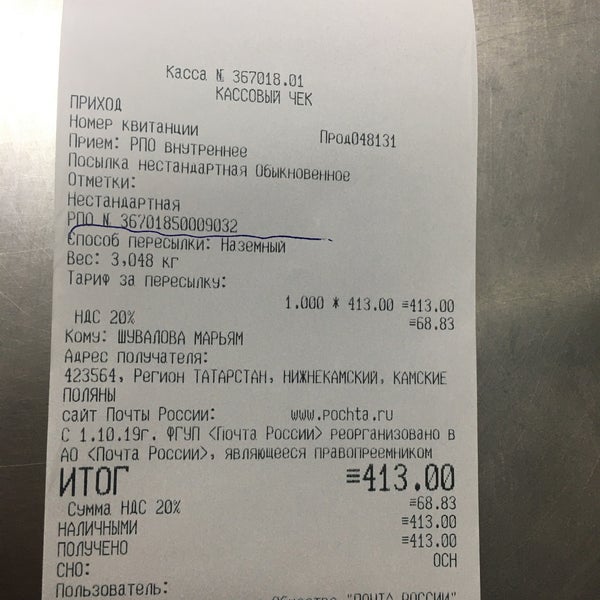 Касса № 367018.01
КАССОВЫЙ ЧЕК
ПРИХОД
Номер квитанции Прод048131
Прием: РПО внутреннее
Посылка нестандартная Обыкновенное
Отметки:
Нестандартная
РПО N 36701850009032
Способ пересылки: Наземный
Вес: 3,048 кг
Тариф за пересылку:
1.000 * 413.00 ≡413.00
НДС 20% ≡68.83
Кому: ШУВАЛОВА МАРЬЯМ
Адрес получателя:
423564, Регион ТАТАРСТАН, НИЖНЕКАМСКИЙ, КАМСКИЕ
ПОЛЯНЫ
сайт Почты России: www.pochta.ru
С 1.10.19г. ФГУП <Почта России> реорганизовано в
АО <Почта России>, являющееся правопреемником
ИТОГ ≡413.00
Сумма НДС 20% ≡68.83
НАЛИЧНЫМИ ≡413.00
ПОЛУЧЕНО ≡413.00
СНО: ОСН
Пользователь:
Общество "ПОЧТА РОССИИ"